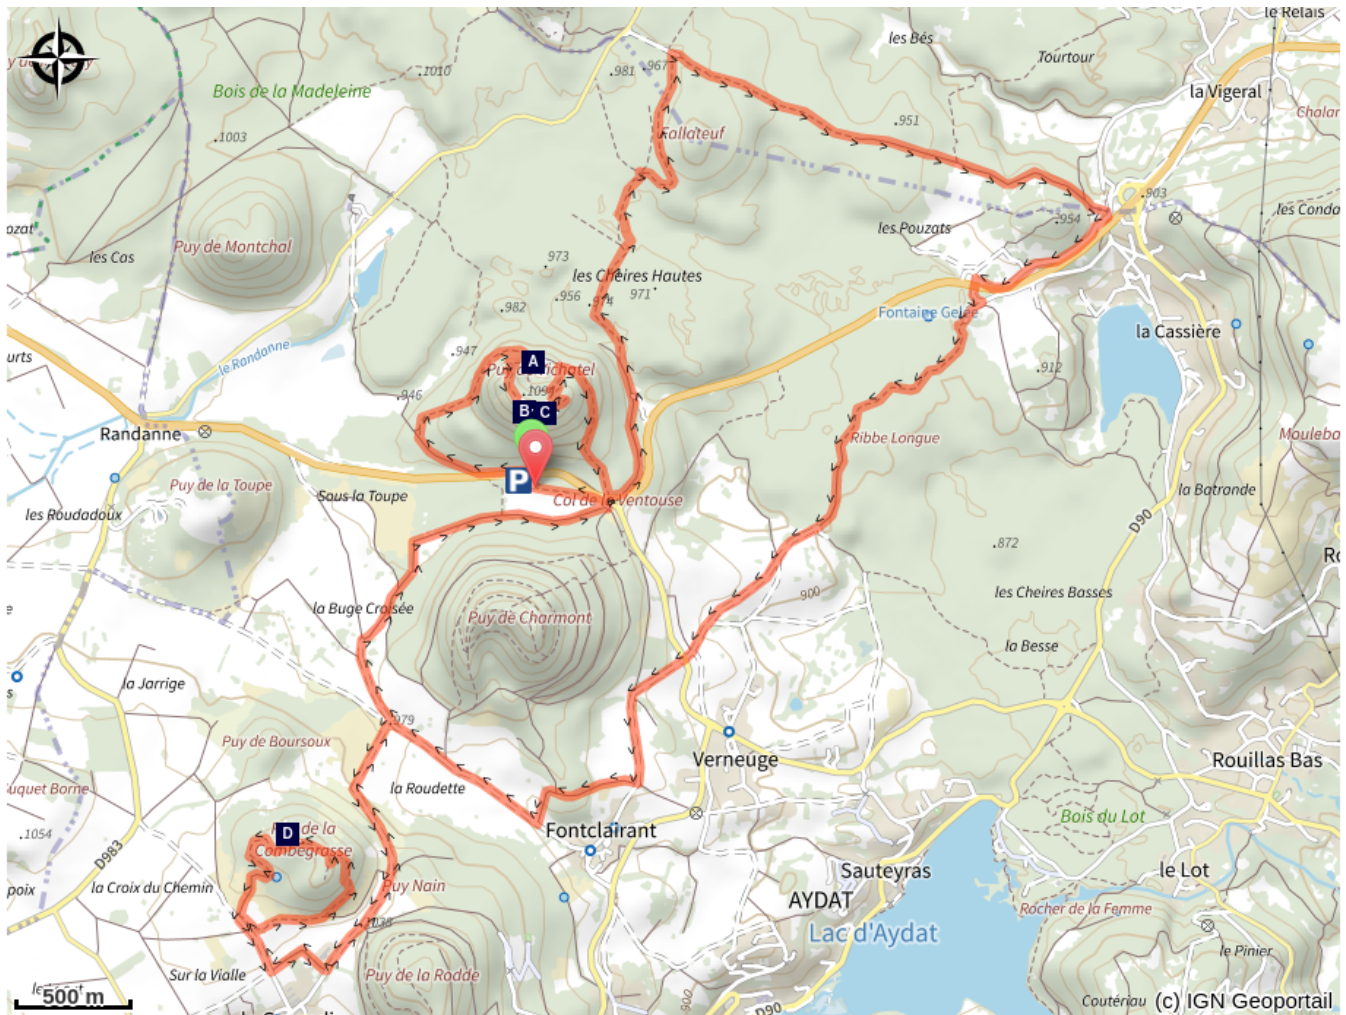 le Relais
les Bés
Tourtour
981
967
1010
la Vigeral
Bois de la Madeleine
Chalar
951
1003
Fallateuf
903
954
les Conda
les Pouzats
Puy de Montchal
les Cas
973
les Cheires Hautes
956
971
982
Fontaine Gelée
la Cassière
le Randanne
947
A
912
946
B
C
Randanne
Ribbe Longue
P
Col de la Ventouse
Puy de la Toupe
Sous la Toupe
la Batrande
les Roudadoux
D90
872
900
les Cheires Basses
la Buge Croisée
Puy de Charmont
la Besse
la Jarrige
979
Puy de Boursoux
Verneuge
Rouillas Bas
la Roudette
Bois du Lot
1054
D
Fontclairant
Combegrasse
D983
Sauteyras
le Lot
la Croix du Chemin
Puy Nain
AYDAT
Rocher de la Femme
Lac d'Aydat
le Pinier
Sur la Vialle
Puy de la Rodde
500 m
900
D90
Coutériau
(c) IGN Geoportail